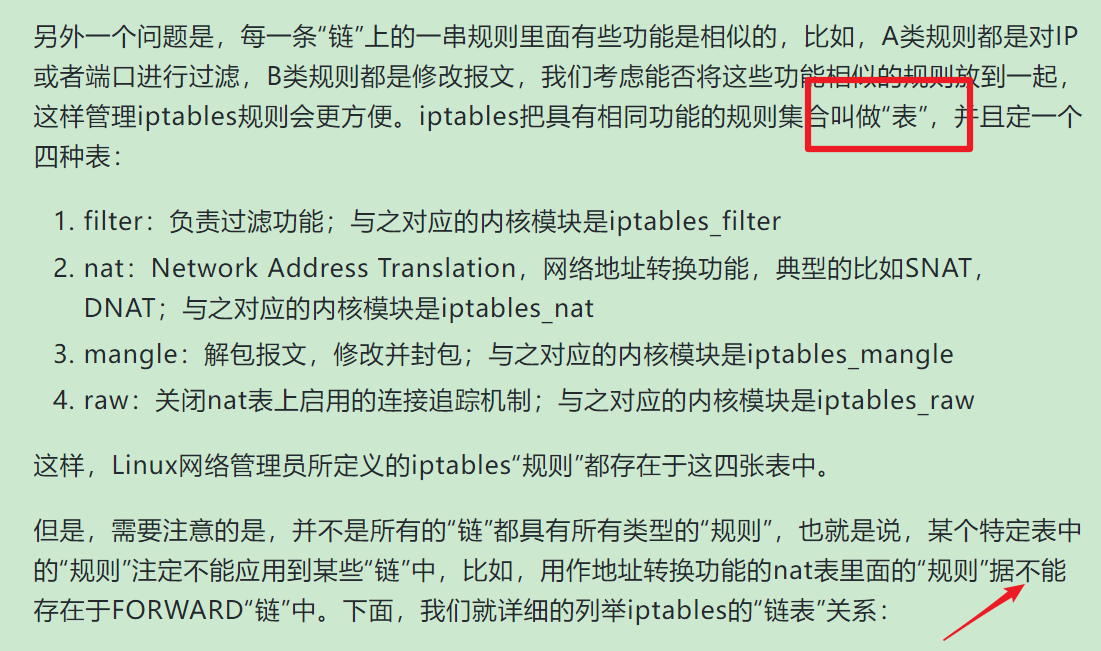 另外一个问题是，每一条“链”上的一串规则里面有些功能是相似的，比如，A类规则都是对IP
或者端口进行过滤，B类规则都是修改报文，我们考虑能否将这些功能相似的规则放到一起，
这样管理iptables规则会更方便。iptables把具有相同功能的规则集合叫做“表”，并且定一个
四种表：
1. filter：负责过滤功能；与之对应的内核模块是iptables_filter
2. nat：Network Address Translation，网络地址转换功能，典型的比如SNAT，
DNAT；与之对应的内核模块是iptables_nat
3. mangle：解包报文，修改并封包；与之对应的内核模块是iptables_mangle
4. raw：关闭nat表上启用的连接追踪机制；与之对应的内核模块是iptables_raw
这样，Linux网络管理员所定义的iptables“规则”都存在于这四张表中。
但是，需要注意的是，并不是所有的“链”都具有所有类型的“规则”，也就是说，某个特定表中
的“规则”注定不能应用到某些“链”中，比如，用作地址转换功能的nat表里面的“规则”据不能
存在于FORWARD“链”中。下面，我们就详细的列举iptables的“链表”关系：